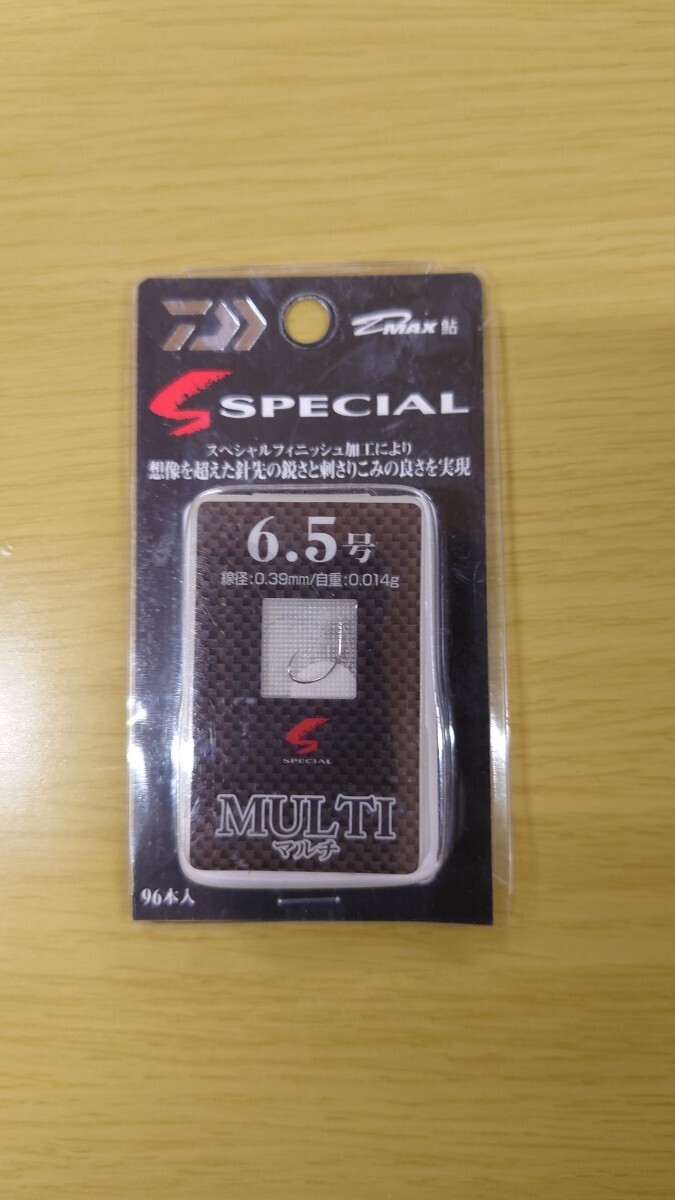 D-MAX 鮎
S SPECIAL
スペシャルフィニッシュ加工により
想像を超えた針先の鋭さと刺さりこみの良さを実現
6.5号
線径:0.39mm/自重:0.014g
S
SPECIAL
MULTI
マルチ
96本入